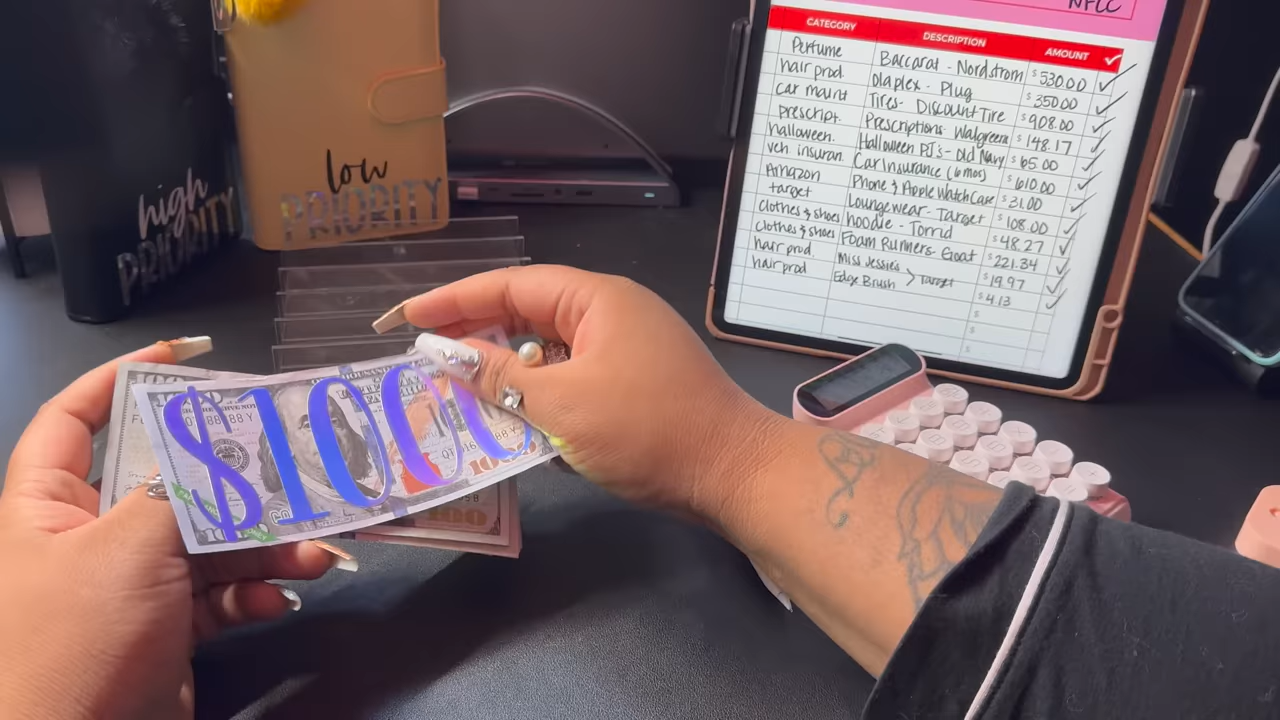 NFCC
CATEGORY DESCRIPTION AMOUNT ✓
Perfume Baccarat - Nordstrom $530.00 ✓
hair prod Olaplex - Plug $350.00 ✓
car maint Tires - Discount Tire $908.00 ✓
prescript. Prescriptions - Walgreens $148.17 ✓
halloween. Halloween PJ's - Old Navy $65.00 ✓
veh insuran. Car Insurance (6 mos) $610.00 ✓
Amazon Phone & Apple Watch Case $31.00 ✓
target Loungewear - Target $108.00 ✓
clothes & shoes hoodie - Torrid $48.27 ✓
clothes & shoes Foam Runners - Goat $221.34 ✓
hair prod. Miss Jessies > Target $19.97 ✓
hair prod Edge Brush $4.13 ✓
$
$
high
PRIORITY
low
PRIORITY
$1000